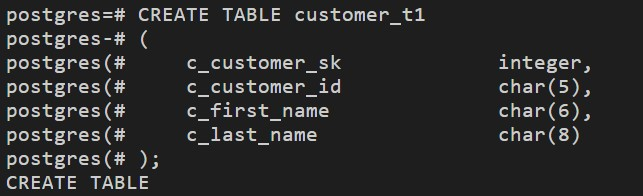 postgres=# CREATE TABLE customer_t1
postgres-# (
postgres(#     c_customer_sk             integer,
postgres(#     c_customer_id             char(5),
postgres(#     c_first_name              char(6),
postgres(#     c_last_name               char(8)
postgres(# );
CREATE TABLE